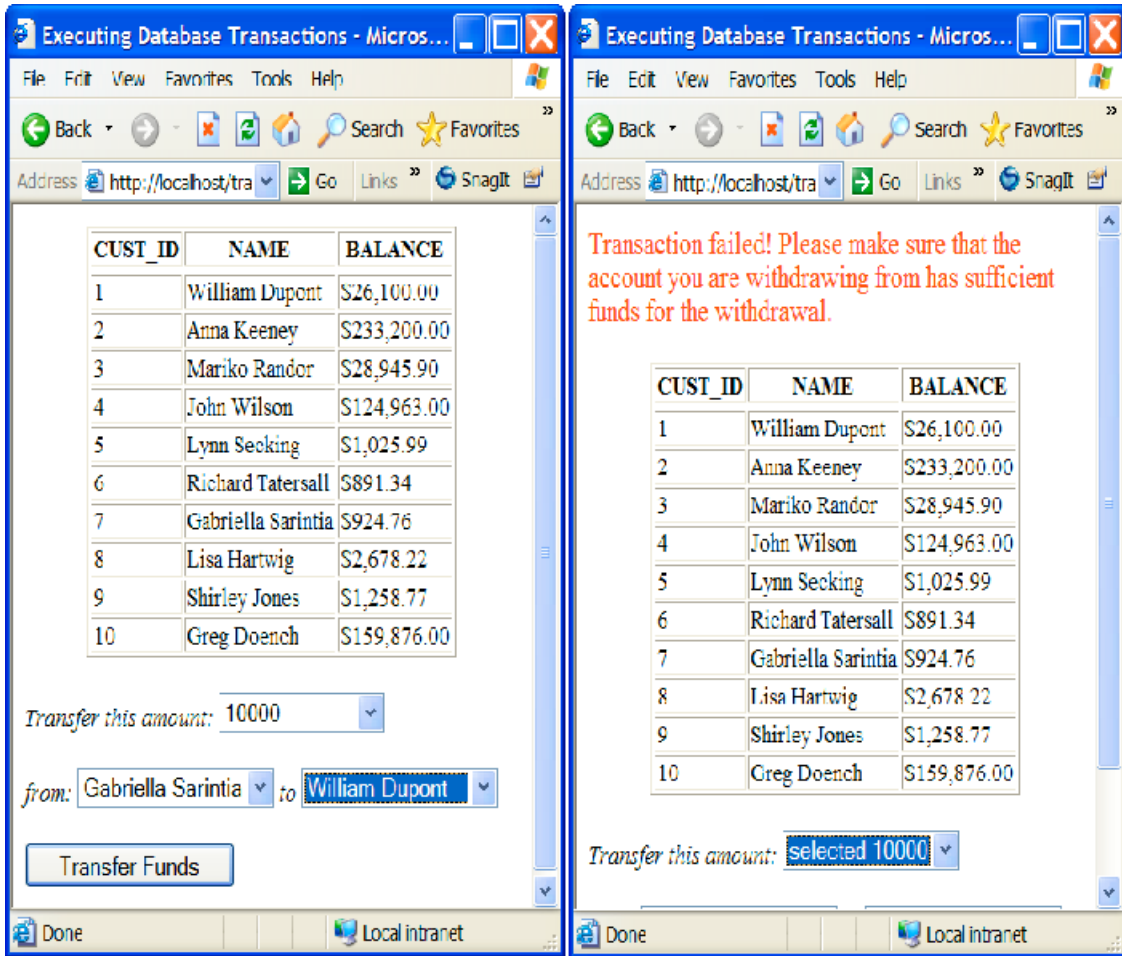 Executing Database Transactions - Micros...
File Edit View Favorites Tools Help
Back Search Favorites »
Address http://localhost/tra Go Links » SnagIt
CUST_ID NAME BALANCE
1 William Dupont $26,100.00
2 Anna Keeney $233,200.00
3 Mariko Randor $28,945.90
4 John Wilson $124,963.00
5 Lynn Seeking $1,025.99
6 Richard Tatersall $891.34
7 Gabriella Sarintia $924.76
8 Lisa Hartwig $2,678.22
9 Shirley Jones $1,258.77
10 Greg Doench $159,876.00
Transfer this amount: 10000
from: Gabriella Sarintia to William Dupont
Transfer Funds
Done Local intranet
Executing Database Transactions - Micros...
File Edit View Favorites Tools Help
Back Search Favorites »
Address http://localhost/tra Go Links » SnagIt
Transaction failed! Please make sure that the
account you are withdrawing from has sufficient
funds for the withdrawal.
CUST_ID NAME BALANCE
1 William Dupont $26,100.00
2 Anna Keeney $233,200.00
3 Mariko Randor $28,945.90
4 John Wilson $124,963.00
5 Lynn Seeking $1,025.99
6 Richard Tatersall $891.34
7 Gabriella Sarintia $924.76
8 Lisa Hartwig $2,678.22
9 Shirley Jones $1,258.77
10 Greg Doench $159,876.00
Transfer this amount: selected 10000
Done Local intranet